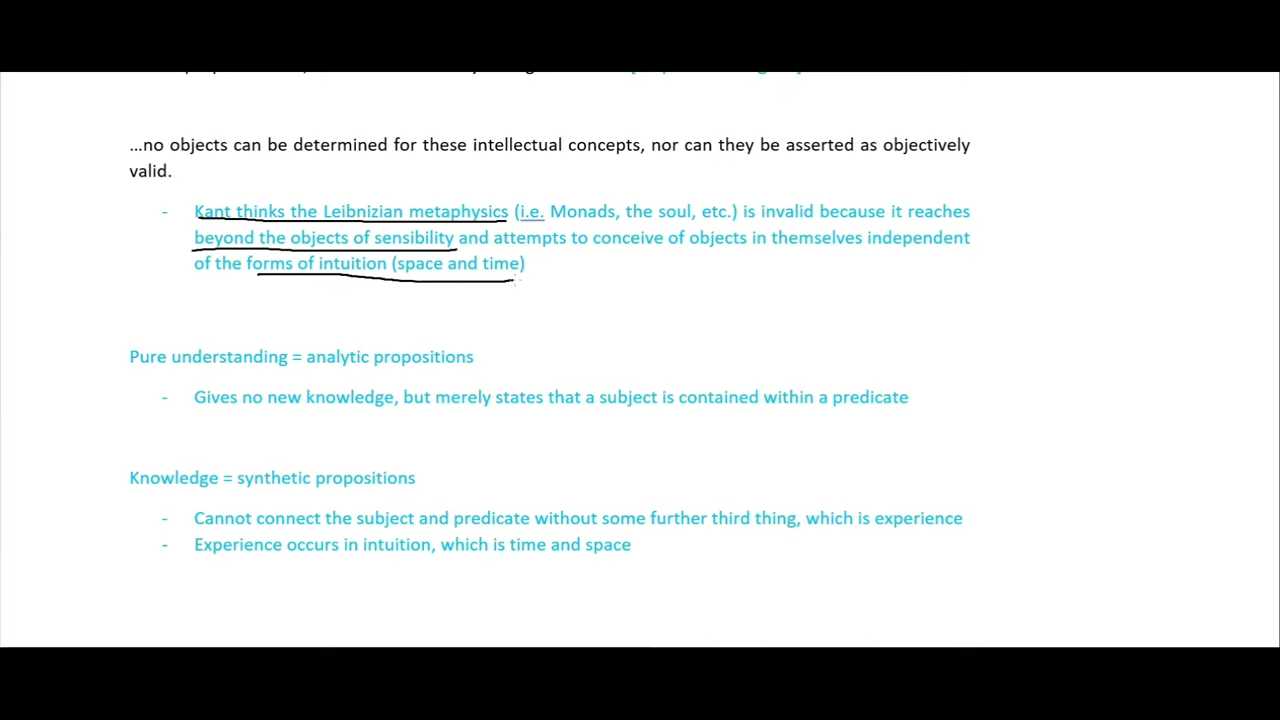 …no objects can be determined for these intellectual concepts, nor can they be asserted as objectively
valid.
- Kant thinks the Leibnizian metaphysics (i.e. Monads, the soul, etc.) is invalid because it reaches
beyond the objects of sensibility and attempts to conceive of objects in themselves independent
of the forms of intuition (space and time)
Pure understanding = analytic propositions
- Gives no new knowledge, but merely states that a subject is contained within a predicate
Knowledge = synthetic propositions
- Cannot connect the subject and predicate without some further third thing, which is experience
- Experience occurs in intuition, which is time and space